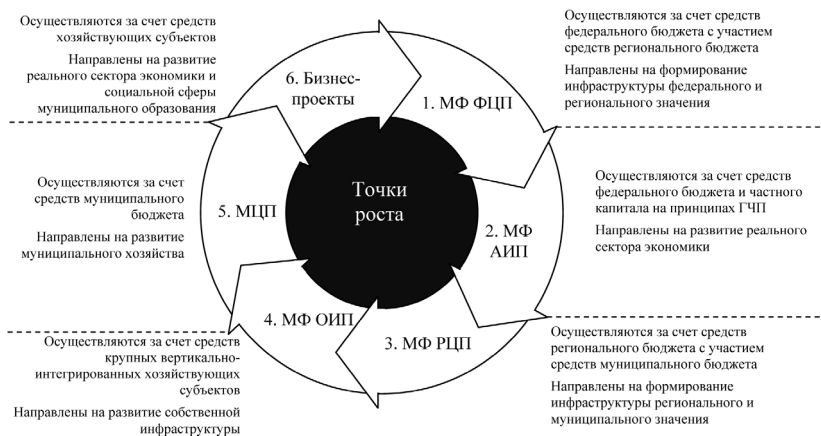 Осуществляются за счет средств
хозяйствующих субъектов
Направлены на развитие
реального сектора экономики и
социальной сферы
муниципального образования
Осуществляются за счет средств
федерального бюджета с участием
средств регионального бюджета
Направлены на формирование
инфраструктуры федерального и
регионального значения
6. Бизнес-
проекты
1. МФ ФЦП
Точки
роста
Осуществляются за счет
средств муниципального
бюджета
Направлены на развитие
муниципального хозяйства
5. МЦП
2. МФ
АИП
Осуществляются за счет средств
федерального бюджета и частного
капитала на принципах ГЧП
Направлены на развитие реального
сектора экономики
4. МФ ОИП
3. МФ РЦП
Осуществляются за счет средств
крупных вертикально-
интегрированных хозяйствующих
субъектов
Направлены на развитие собственной
инфраструктуры
Осуществляются за счет средств
регионального бюджета с участием
средств муниципального бюджета
Направлены на формирование
инфраструктуры регионального и
муниципального значения